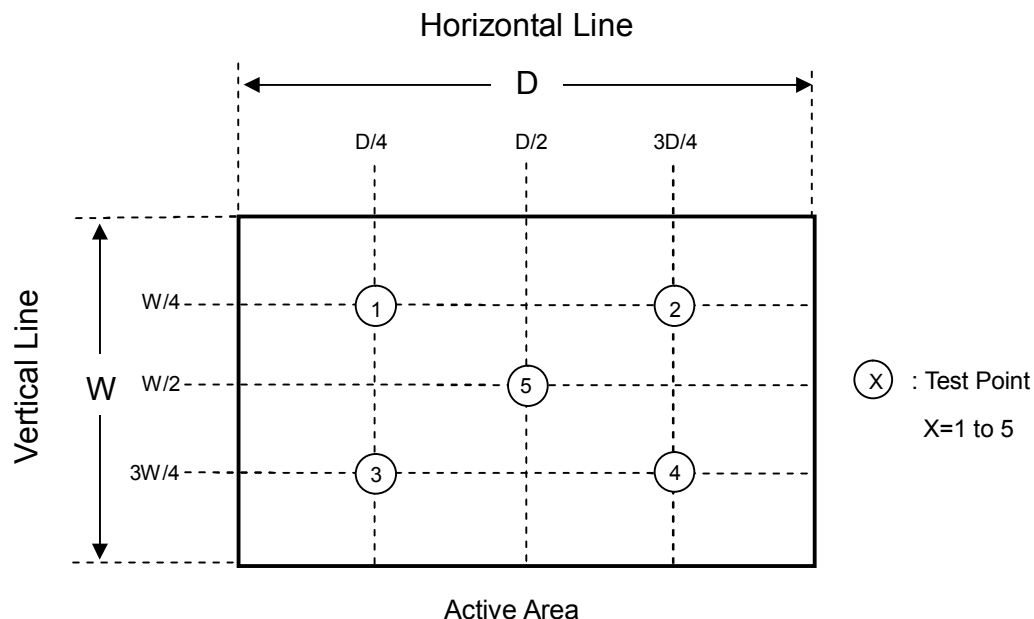 Horizontal Line
D
D/4 D/2 3D/4
Vertical Line
W
W/4
W/2
3W/4
1 2
5
3 4
X : Test Point
X=1 to 5
Active Area